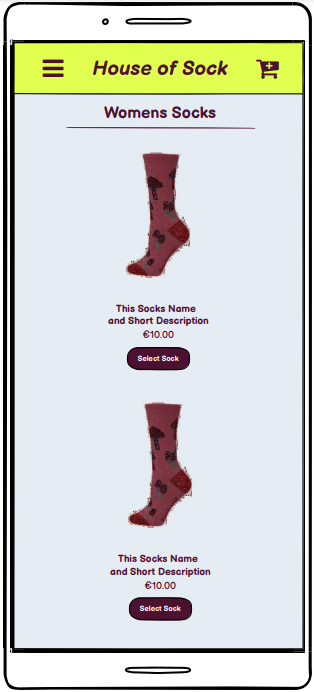 House of Sock
Womens Socks
This Socks Name
and Short Description
€10.00
Select Sock
This Socks Name
and Short Description
€10.00
Select Sock